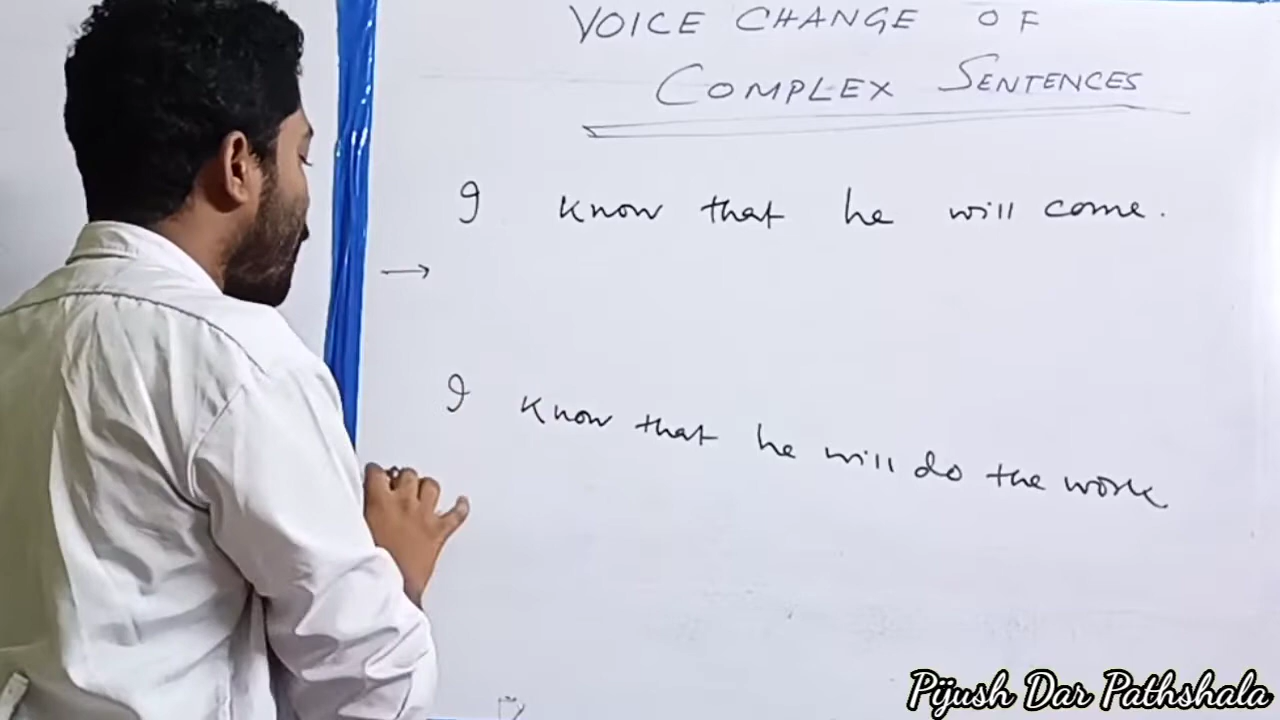 VOICE CHANGE OF
COMPLEX SENTENCES
I know that he will come.
→
I know that he will do the work
Pijush Dar Pathshala